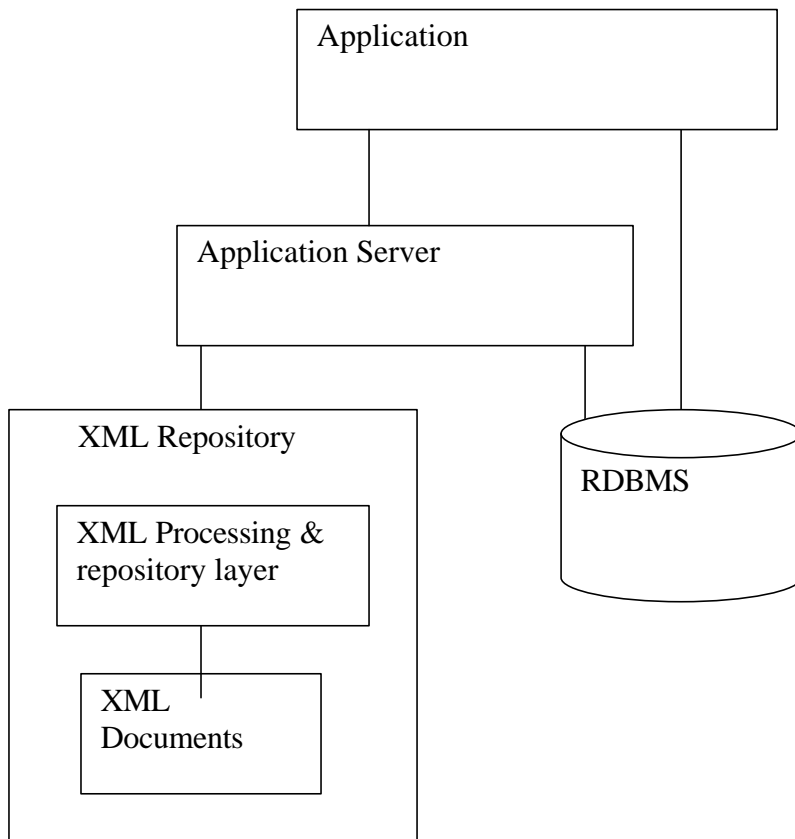 Application
Application Server
XML Repository
RDBMS
XML Processing &
repository layer
XML
Documents